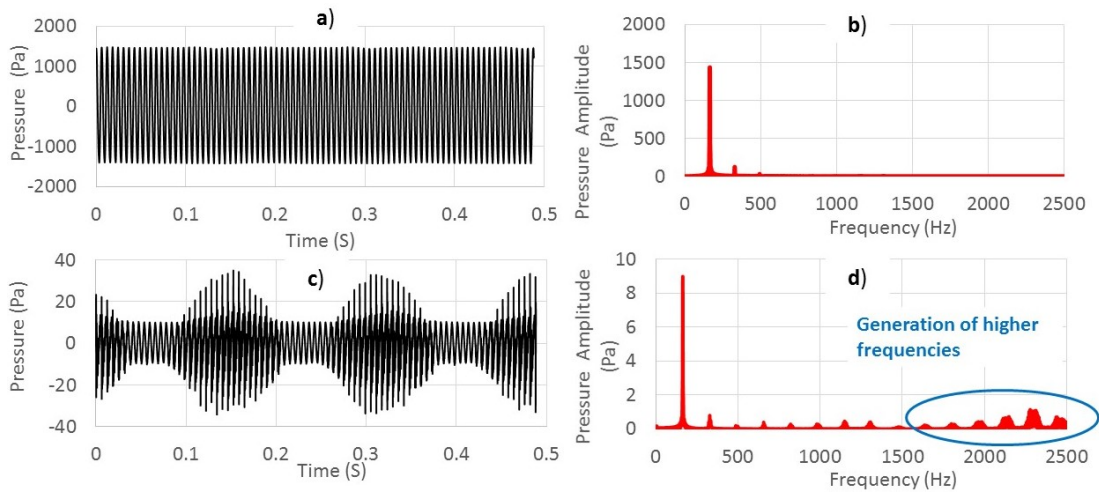 a)
Pressure (Pa)
2000
1000
0
-1000
-2000
0
0.1
0.2
0.3
0.4
0.5
Time (S)
b)
Pressure Amplitude
(Pa)
2000
1500
1000
500
0
0
500
1000
1500
2000
2500
Frequency (Hz)
c)
Pressure (Pa)
40
20
0
-20
-40
0
0.1
0.2
0.3
0.4
0.5
Time (S)
d)
Pressure Amplitude
(Pa)
10
8
6
4
2
0
Generation of higher
frequencies
0
500
1000
1500
2000
2500
Frequency (Hz)